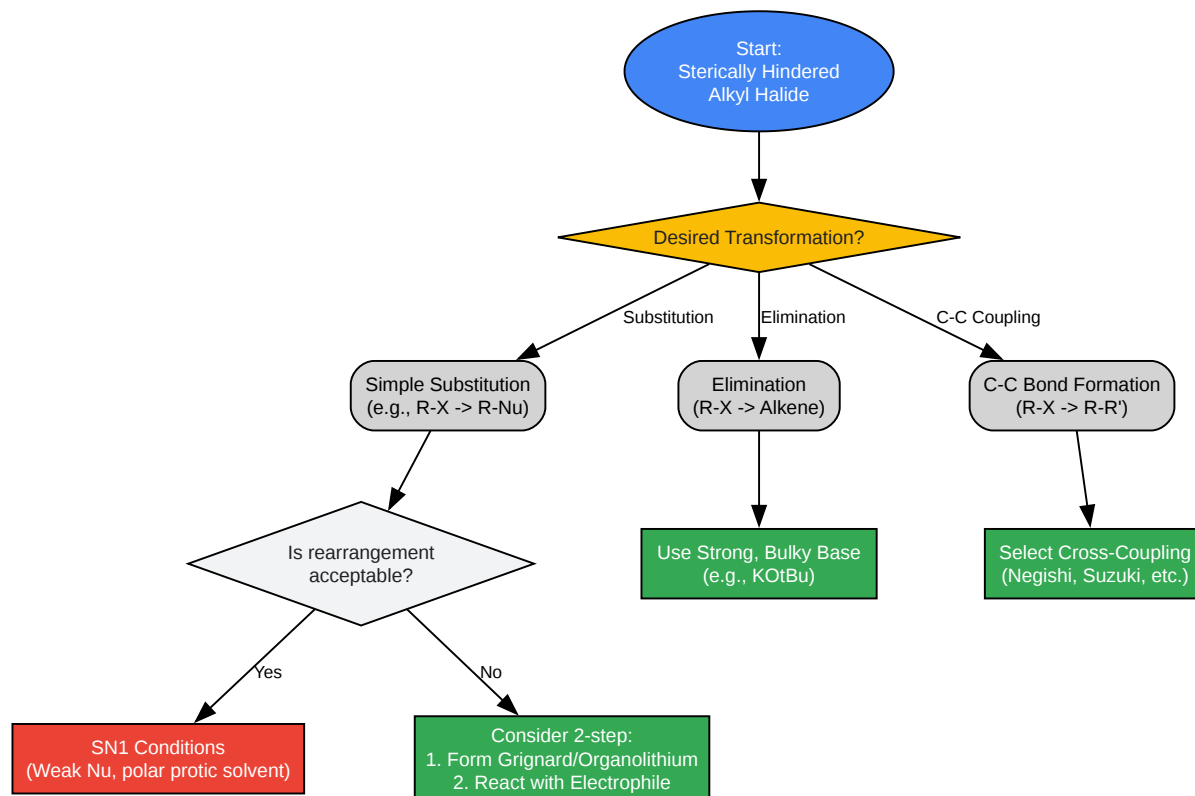 Start:
Sterically Hindered
Alkyl Halide
Desired Transformation?
Substitution
Elimination
C-C Coupling
Simple Substitution
(e.g., R-X -> R-Nu)
Elimination
(R-X -> Alkene)
C-C Bond Formation
(R-X -> R-R')
Is rearrangement
acceptable?
Use Strong, Bulky Base
(e.g., KOtBu)
Select Cross-Coupling
(Negishi, Suzuki, etc.)
Yes
No
SN1 Conditions
(Weak Nu, polar protic solvent)
Consider 2-step:
1. Form Grignard/Organolithium
2. React with Electrophile